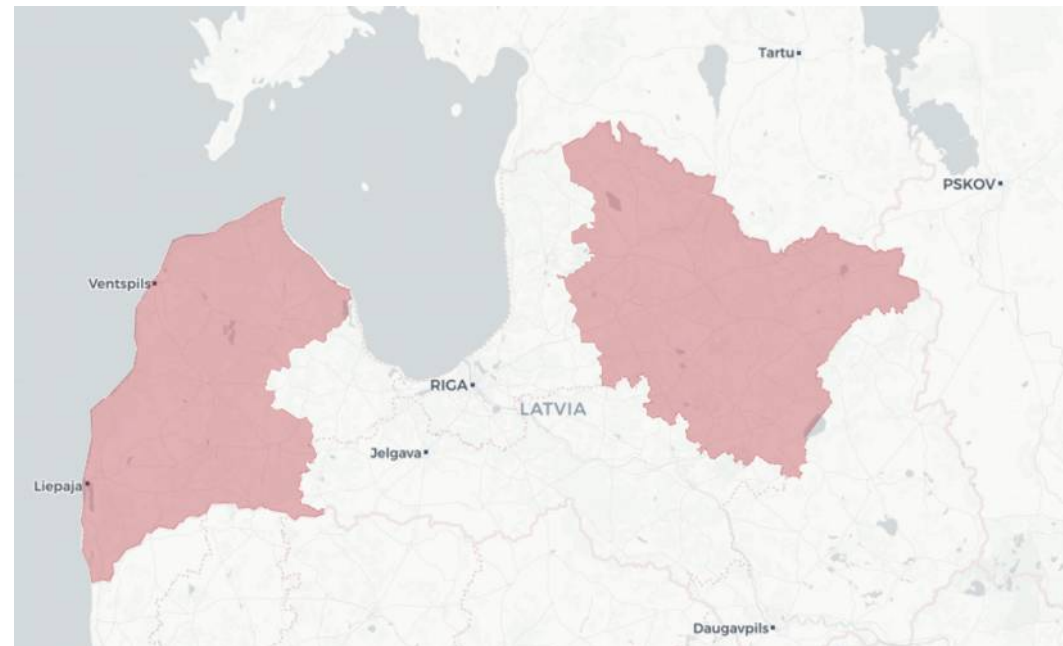 Tartu
PSKOV
Ventspils
RIGA
LATVIA
Jelgava
Liepaja
Daugavpils